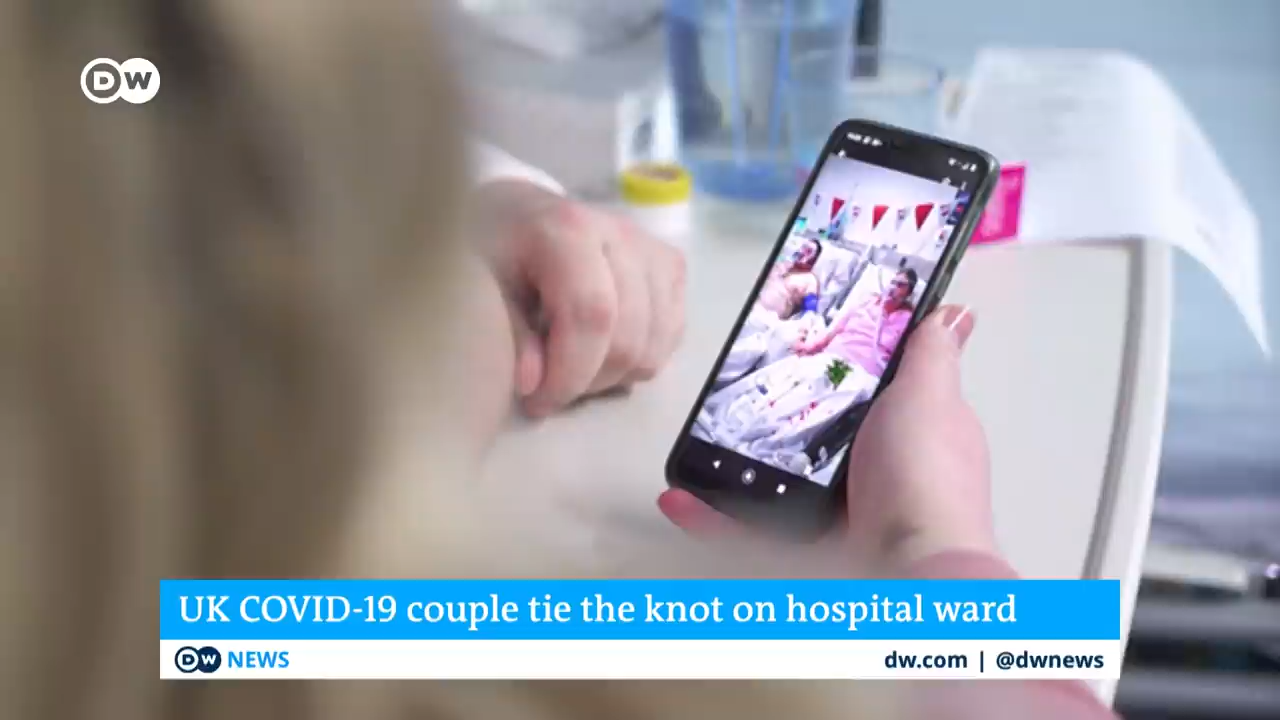 DW
UK COVID-19 couple tie the knot on hospital ward
DW NEWS
dw.com | @dwnews